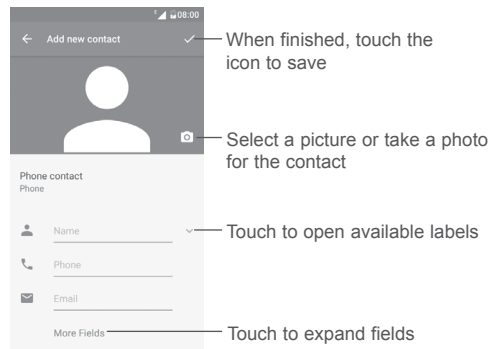 08:00
Add new contact
When finished, touch the
icon to save
Select a picture or take a photo
for the contact
Phone contact
Phone
Name
Touch to open available labels
Phone
Email
More Fields
Touch to expand fields